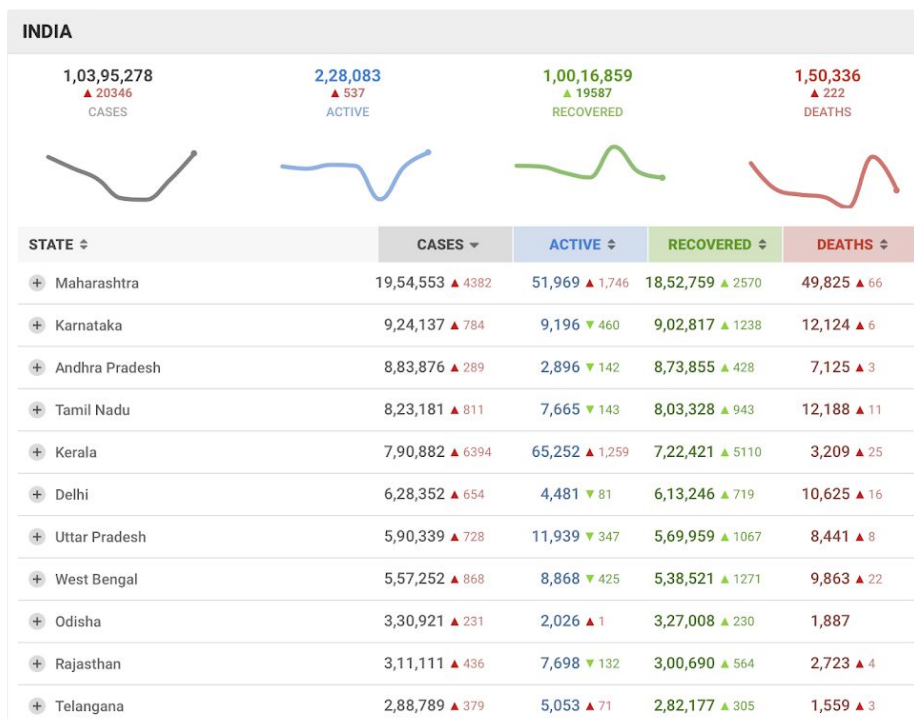 INDIA
1,03,95,278 2,28,083 1,00,16,859 1,50,336
▲ 20346 ▲ 537 ▲ 19587 ▲ 222
CASES ACTIVE RECOVERED DEATHS
STATE CASES ACTIVE RECOVERED DEATHS
+ Maharashtra 19,54,553 ▲ 4382 51,969 ▲ 1,746 18,52,759 ▲ 2570 49,825 ▲ 66
+ Karnataka 9,24,137 ▲ 784 9,196 ▼ 460 9,02,817 ▲ 1238 12,124 ▲ 6
+ Andhra Pradesh 8,83,876 ▲ 289 2,896 ▼ 142 8,73,855 ▲ 428 7,125 ▲ 3
+ Tamil Nadu 8,23,181 ▲ 811 7,665 ▼ 143 8,03,328 ▲ 943 12,188 ▲ 11
+ Kerala 7,90,882 ▲ 6394 65,252 ▲ 1,259 7,22,421 ▲ 5110 3,209 ▲ 25
+ Delhi 6,28,352 ▲ 654 4,481 ▼ 81 6,13,246 ▲ 719 10,625 ▲ 16
+ Uttar Pradesh 5,90,339 ▲ 728 11,939 ▼ 347 5,69,959 ▲ 1067 8,441 ▲ 8
+ West Bengal 5,57,252 ▲ 868 8,868 ▼ 425 5,38,521 ▲ 1271 9,863 ▲ 22
+ Odisha 3,30,921 ▲ 231 2,026 ▲ 1 3,27,008 ▲ 230 1,887
+ Rajasthan 3,11,111 ▲ 436 7,698 ▼ 132 3,00,690 ▲ 564 2,723 ▲ 4
+ Telangana 2,88,789 ▲ 379 5,053 ▲ 71 2,82,177 ▲ 305 1,559 ▲ 3